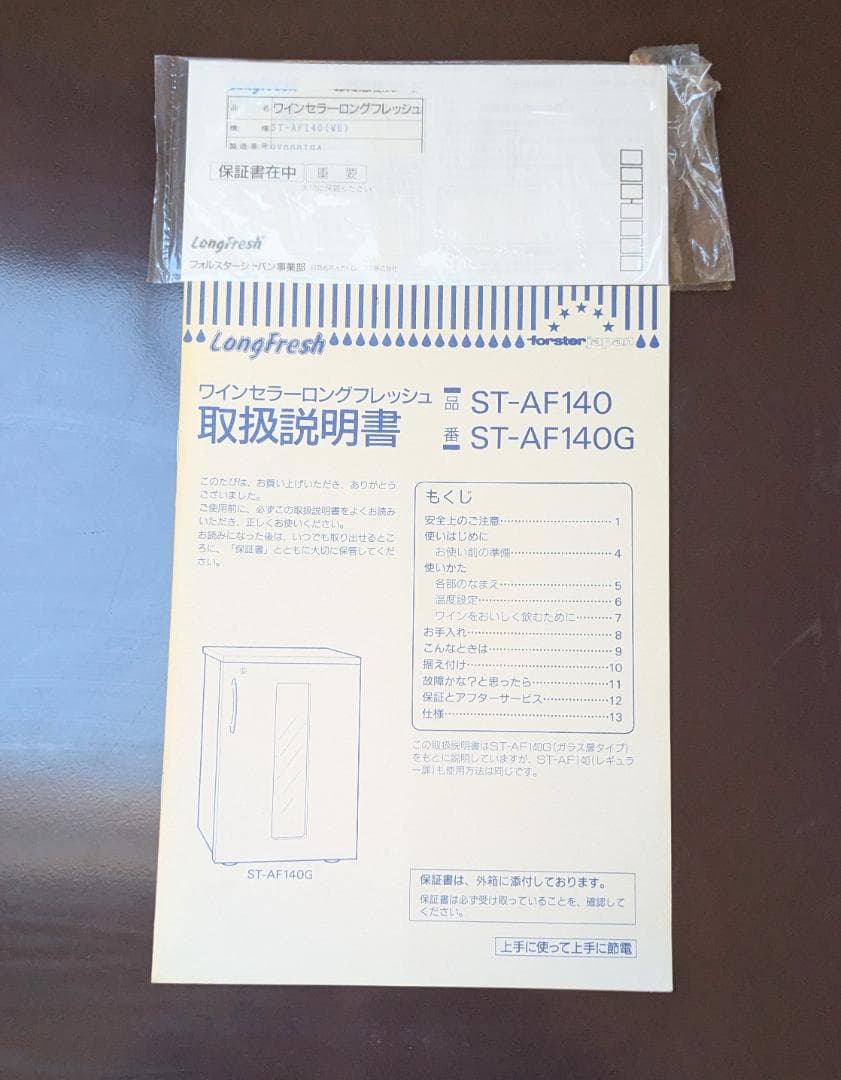 LongFresh
品 名 ワインセラーロングフレッシュ
機 種 ST-AF140(WB)
製造番号
保証書在中 重要
LongFresh
フォルスタージャパン事業部
LongFresh
forster japan
ワインセラーロングフレッシュ
取扱説明書
品番
ST-AF140
ST-AF140G
このたびは、お買い上げいただき、ありがとう
ございました。
ご使用前に、必ずこの取扱説明書をよくお読み
いただき、正しくお使いください。
お読みになった後は、いつでも取り出せるとこ
ろに、「保証書」とともに大切に保管してくだ
さい。
もくじ
安全上のご注意……………………………1
使いはじめに
お使い前の準備…………………………4
使いかた
各部のなまえ……………………………5
温度設定…………………………………6
ワインをおいしく飲むために…………7
お手入れ……………………………………8
こんなときは………………………………9
据え付け……………………………………10
故障かな?と思ったら……………………11
保証とアフターサービス…………………12
仕様…………………………………………13
この取扱説明書はST-AF140G(ガラス扉タイプ)
をもとに説明していますが、ST-AF140(レギュラ
ー扉)も使用方法は同じです。
ST-AF140G
保証書は、外箱に添付しております。
保証書は必ず受け取っていることを、確認して
ください。
上手に使って上手に節電